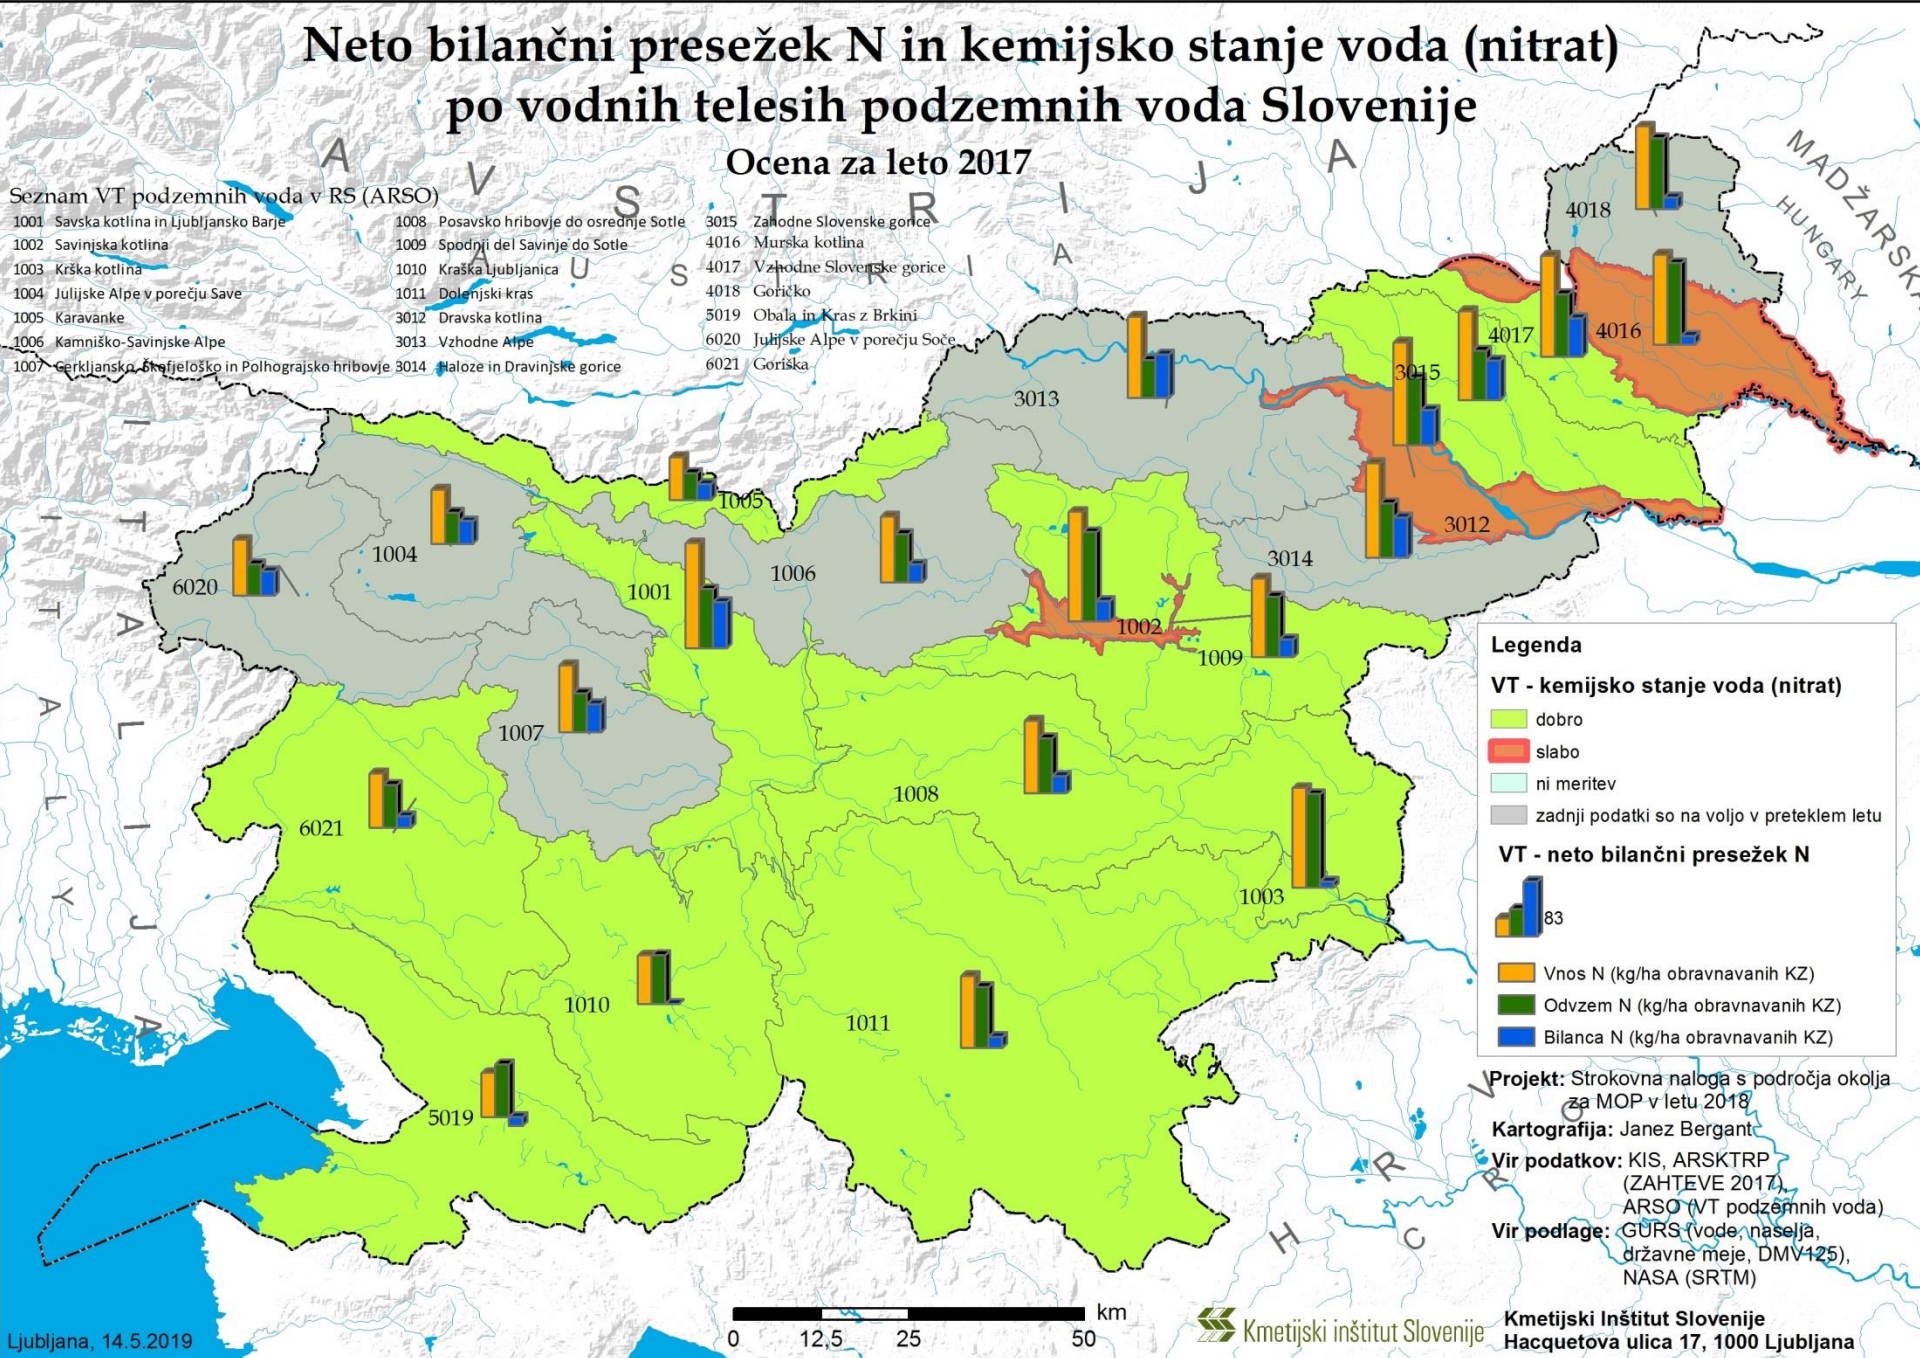 Neto bilančni presežek N in kemijsko stanje voda (nitrat)
po vodnih telesih podzemnih voda Slovenije
Ocena za leto 2017
Seznam VT podzemnih voda v RS (ARSO)
1001 Savska kotlina in Ljubljansko Barje
1002 Savinjska kotlina
1003 Krška kotlina
1004 Julijske Alpe v porečju Save
1005 Karavanke
1006 Kamniško-Savinjske Alpe
1007 Cerkljansko, Škofjeloško in Polhograjsko hribovje
1008 Posavsko hribovje do osrednje Sotle
1009 Spodnji del Savinje do Sotle
1010 Kraška Ljubljanica
1011 Dolenjski kras
3012 Dravska kotlina
3013 Vzhodne Alpe
3014 Haloze in Dravinjske gorice
3015 Zahodne Slovenske gorice
4016 Murska kotlina
4017 Vzhodne Slovenske gorice
4018 Goričko
5019 Obala in Kras z Brkini
6020 Julijske Alpe v porečju Soče
6021 Goriška
AVSTRIJA
AUSTRIA
MADŽARSKA
HUNGARY
ITALIJA
ITALY
4018
4017
4016
3015
3013
3012
3014
1005
1004
6020
1001
1006
1002
1009
1007
1008
6021
1003
1010
1011
5019
Legenda
VT - kemijsko stanje voda (nitrat)
dobro
slabo
ni meritev
zadnji podatki so na voljo v preteklem letu
VT - neto bilančni presežek N
83
Vnos N (kg/ha obravnavanih KZ)
Odvzem N (kg/ha obravnavanih KZ)
Bilanca N (kg/ha obravnavanih KZ)
H R V
C R O
Projekt: Strokovna naloga s področja okolja
za MOP v letu 2018
Kartografija: Janez Bergant
Vir podatkov: KIS, ARSKTRP
(ZAHTEVE 2017),
ARSO (VT podzemnih voda)
Vir podlage: GURS (vode, naselja,
državne meje, DMV125),
NASA (SRTM)
km
0 12,5 25 50
Ljubljana, 14.5.2019
Kmetijski inštitut Slovenije
Kmetijski Inštitut Slovenije
Hacquetova ulica 17, 1000 Ljubljana